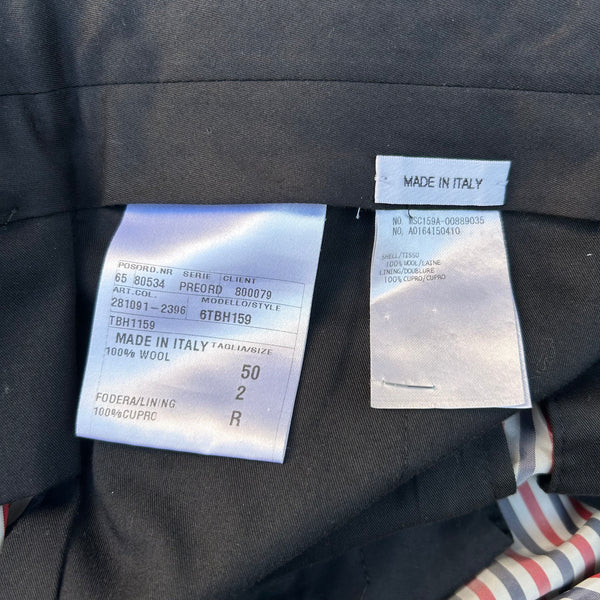 POSORD.NR SERIE CLIENT
65 80534 PREORD 800079
ART.COL. MODELLO/STYLE
281091-2396 6TBH159
TBH1159
MADE IN ITALY TAGLIA/SIZE
100% WOOL
50
2
FODERA/LINING
100%CUPRO R
MADE IN ITALY
NO. MSC159A-00889035
NO. A0164150410
SHELL/TISSU
100% WOOL/LAINE
LINING/DOUBLURE
100% CUPRO/CUPRO